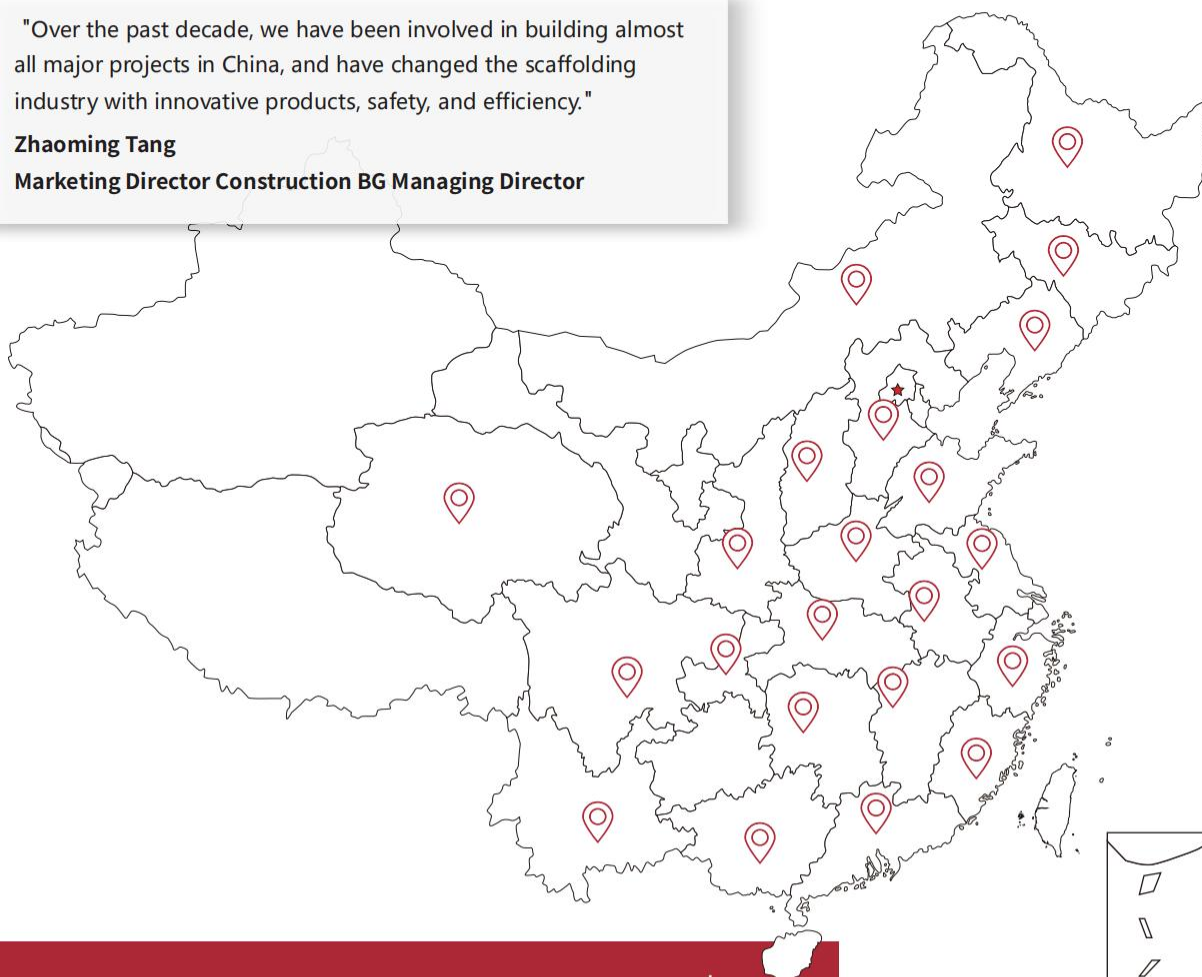 "Over the past decade, we have been involved in building almost
all major projects in China, and have changed the scaffolding
industry with innovative products, safety, and efficiency."
Zhaoming Tang
Marketing Director Construction BG Managing Director